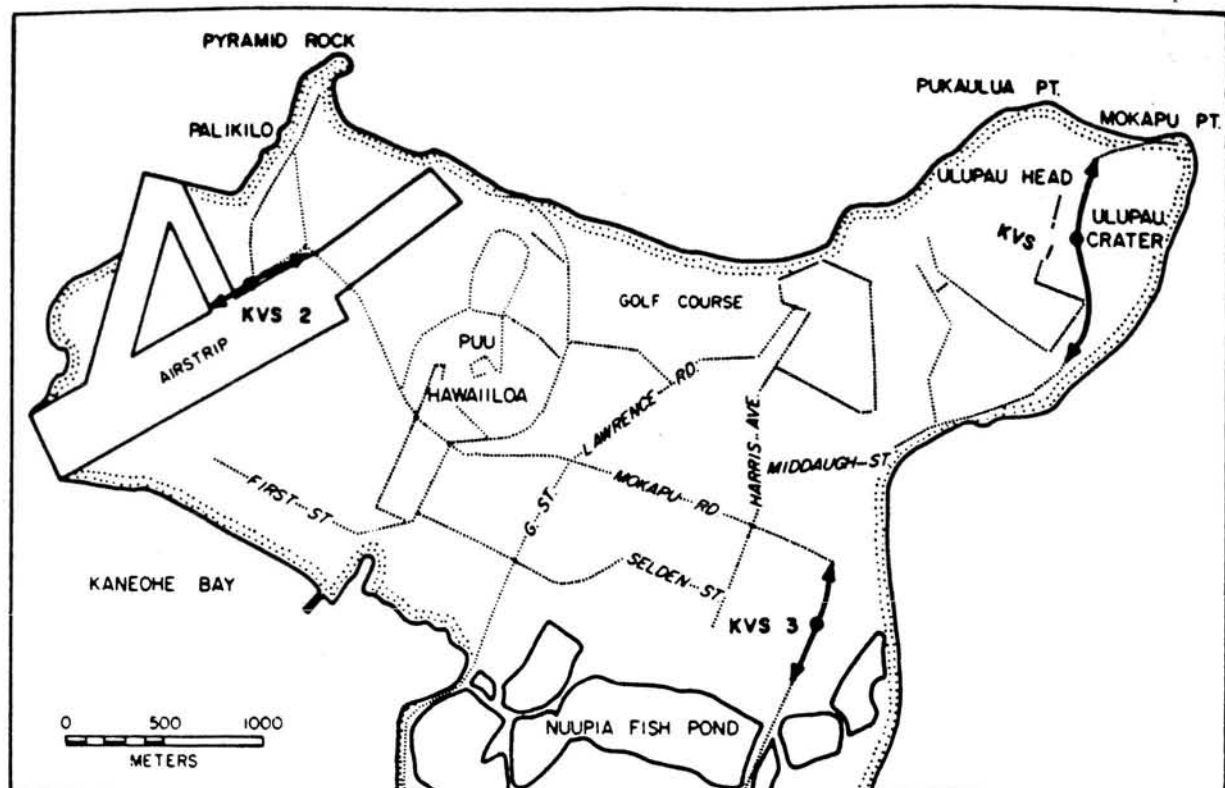 PYRAMID ROCK
PUKAULUA PT.
MOKAPU PT.
PALIKILO
ULUPAU HEAD
KVS
ULUPAU
CRATER
KVS 2
GOLF COURSE
AIRSTRIP
PUU
HAWAIILOA
LAWRENCE RD.
HARRIS AVE.
MIDDAUGH ST
FIRST ST
G ST
MOKAPU RD
SELDEN ST
KANEOHE BAY
KVS 3
NUUPIA FISH POND
0 500 1000
METERS